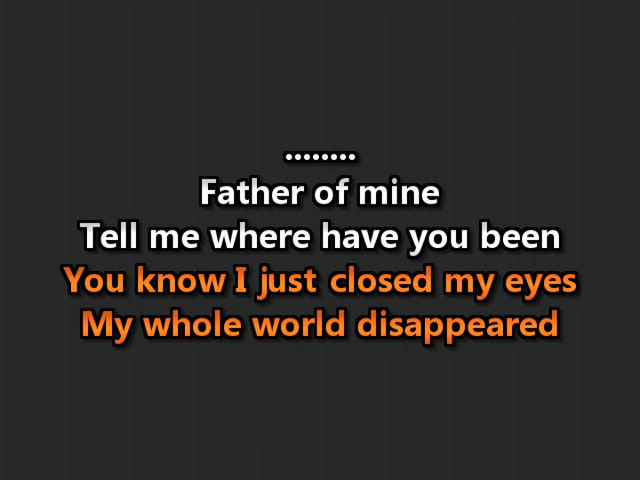 ........
Father of mine
Tell me where have you been
You know I just closed my eyes
My whole world disappeared